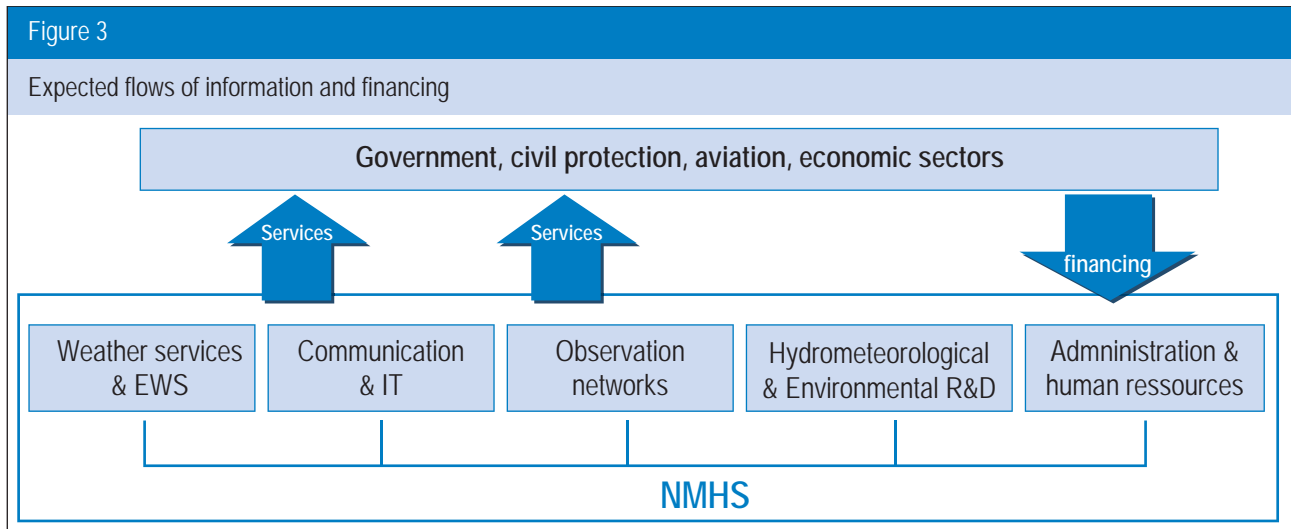 Figure 3
Expected flows of information and financing
Government, civil protection, aviation, economic sectors
Services
Services
financing
Weather services
& EWS
Communication
& IT
Observation
networks
Hydrometeorological
& Environmental R&D
Admninistration &
human ressources
NMHS